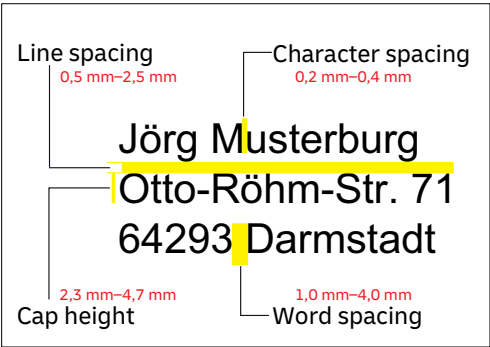 Line spacing
0,5 mm–2,5 mm
Character spacing
0,2 mm–0,4 mm
Jörg Musterburg
Otto-Röhm-Str. 71
64293 Darmstadt
2,3 mm–4,7 mm
Cap height
1,0 mm–4,0 mm
Word spacing